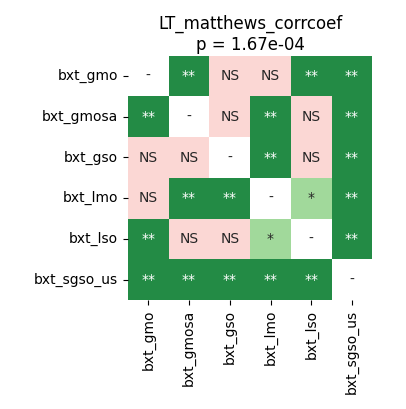 LT_matthews_corrcoef
p = 1.67e-04
bxt_gmo - ** NS NS ** **
bxt_gmosa ** - NS ** NS **
bxt_gso NS NS - ** NS **
bxt_lmo NS ** ** - * **
bxt_lso ** NS NS * - **
bxt_sgso_us ** ** ** ** ** -
bxt_gmo bxt_gmosa bxt_gso bxt_lmo bxt_lso bxt_sgso_us